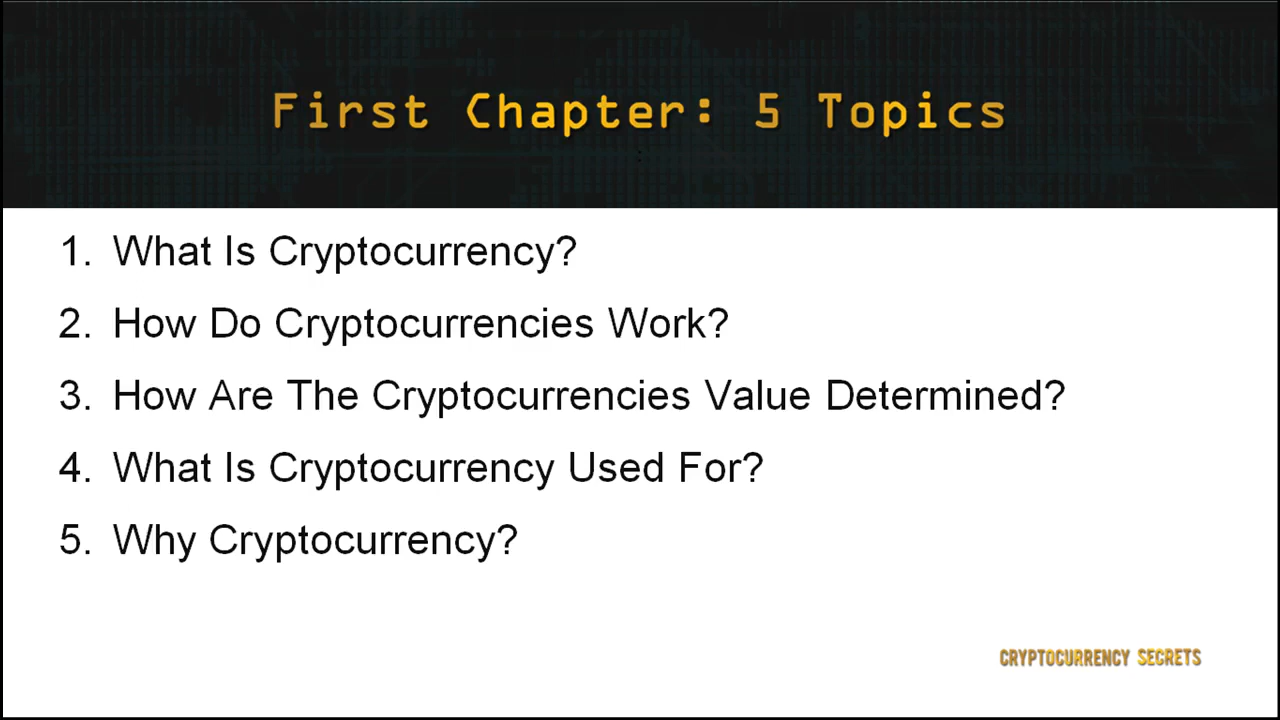 First Chapter: 5 Topics
1. What Is Cryptocurrency?
2. How Do Cryptocurrencies Work?
3. How Are The Cryptocurrencies Value Determined?
4. What Is Cryptocurrency Used For?
5. Why Cryptocurrency?
CRYPTOCURRENCY SECRETS